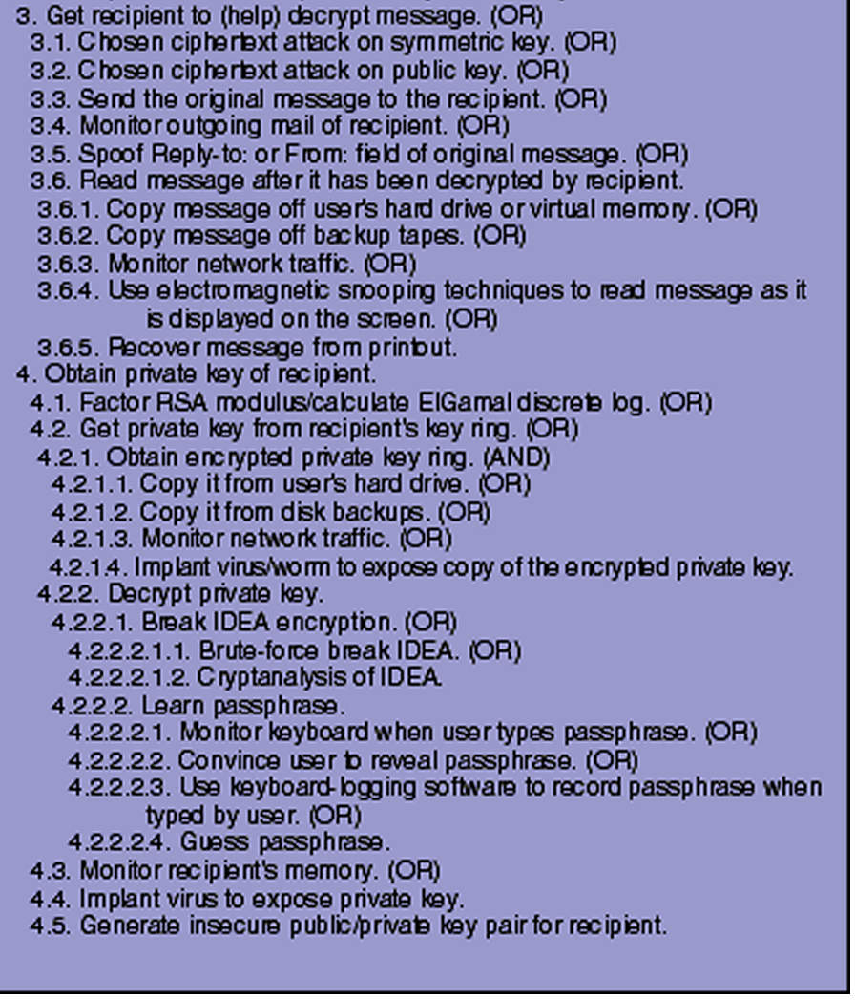 3. Get recipient to (help) decrypt message. (OR)
3.1. Chosen ciphertext attack on symmetric key. (OR)
3.2. Chosen ciphertext attack on public key. (OR)
3.3. Send the original message to the recipient. (OR)
3.4. Monitor outgoing mail of recipient. (OR)
3.5. Spoof Reply-to: or From: field of original message. (OR)
3.6. Read message after it has been decrypted by recipient.
3.6.1. Copy message off user's hard drive or virtual memory. (OR)
3.6.2. Copy message off backup tapes. (OR)
3.6.3. Monitor network traffic. (OR)
3.6.4. Use electromagnetic snooping techniques to read message as it
is displayed on the screen. (OR)
3.6.5. Recover message from printout.
4. Obtain private key of recipient.
4.1. Factor RSA modulus/calculate ElGamal discrete log. (OR)
4.2. Get private key from recipient's key ring. (OR)
4.2.1. Obtain encrypted private key ring. (AND)
4.2.1.1. Copy it from user's hard drive. (OR)
4.2.1.2. Copy it from disk backups. (OR)
4.2.1.3. Monitor network traffic. (OR)
4.2.1.4. Implant virus/worm to expose copy of the encrypted private key.
4.2.2. Decrypt private key.
4.2.2.1. Break IDEA encryption. (OR)
4.2.2.2.1.1. Brute-force break IDEA. (OR)
4.2.2.2.1.2. Cryptanalysis of IDEA.
4.2.2.2. Learn passphrase.
4.2.2.2.1. Monitor keyboard when user types passphrase. (OR)
4.2.2.2.2. Convince user to reveal passphrase. (OR)
4.2.2.2.3. Use keyboard-logging software to record passphrase when
typed by user. (OR)
4.2.2.2.4. Guess passphrase.
4.3. Monitor recipient's memory. (OR)
4.4. Implant virus to expose private key.
4.5. Generate insecure public/private key pair for recipient.